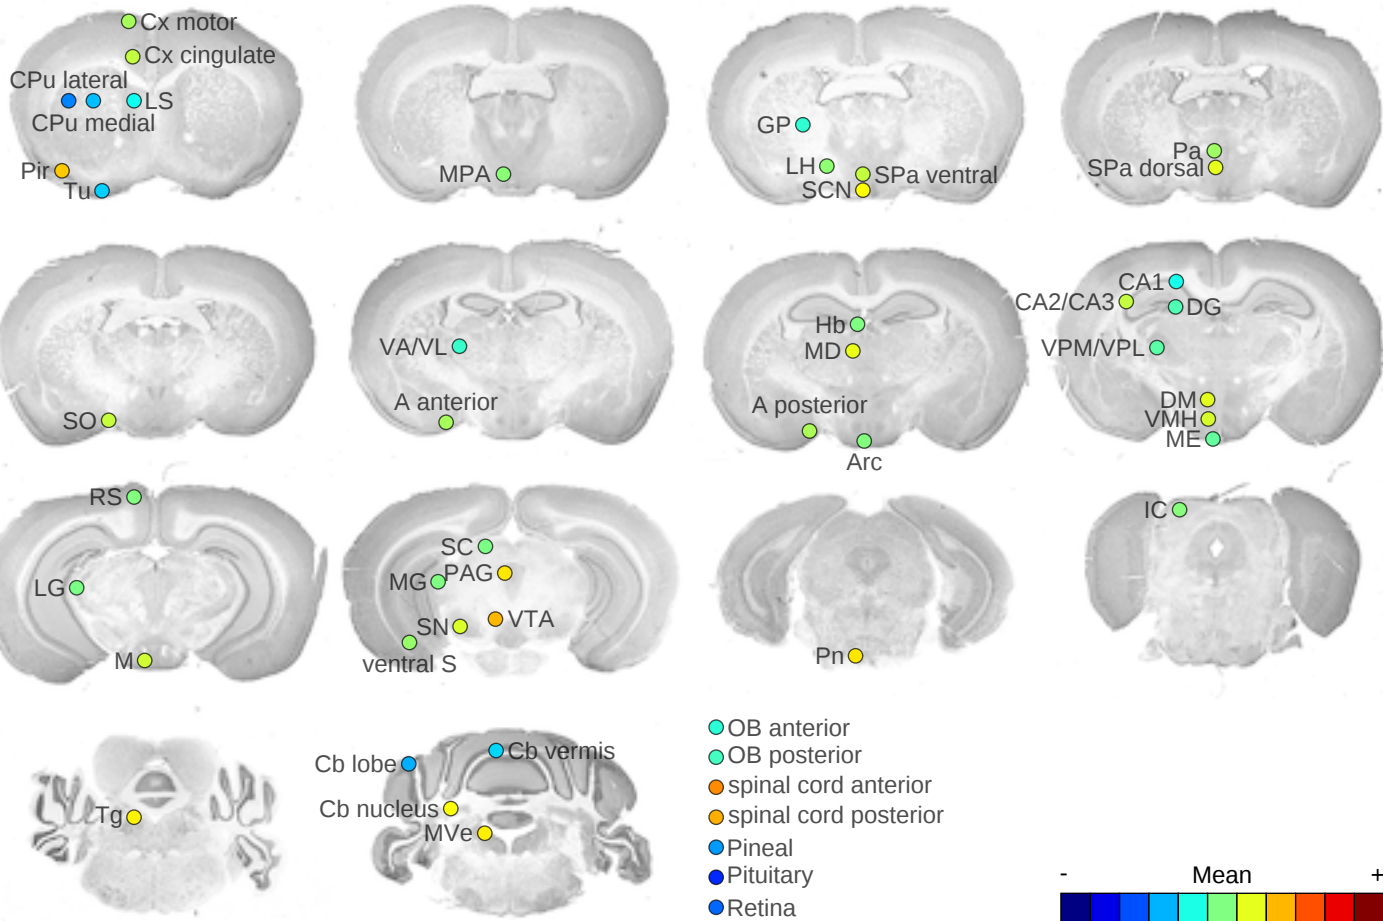 Cx motor
Cx cingulate
CPu lateral
LS
CPu medial
Pir
Tu
MPA
GP
LH
SPa ventral
SCN
Pa
SPa dorsal
SO
VA/VL
A anterior
Hb
MD
A posterior
Arc
CA1
CA2/CA3
DG
VPM/VPL
DM
VMH
ME
RS
LG
M
SC
PAG
MG
SN
VTA
ventral S
Pn
IC
Tg
Cb lobe
Cb vermis
Cb nucleus
MVe
OB anterior
OB posterior
spinal cord anterior
spinal cord posterior
Pineal
Pituitary
Retina
- Mean +